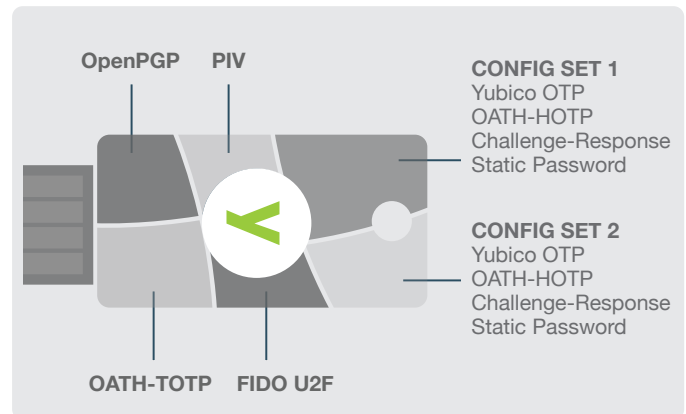 OpenPGP PIV
CONFIG SET 1
Yubico OTP
OATH-HOTP
Challenge-Response
Static Password
CONFIG SET 2
Yubico OTP
OATH-HOTP
Challenge-Response
Static Password
OATH-TOTP FIDO U2F